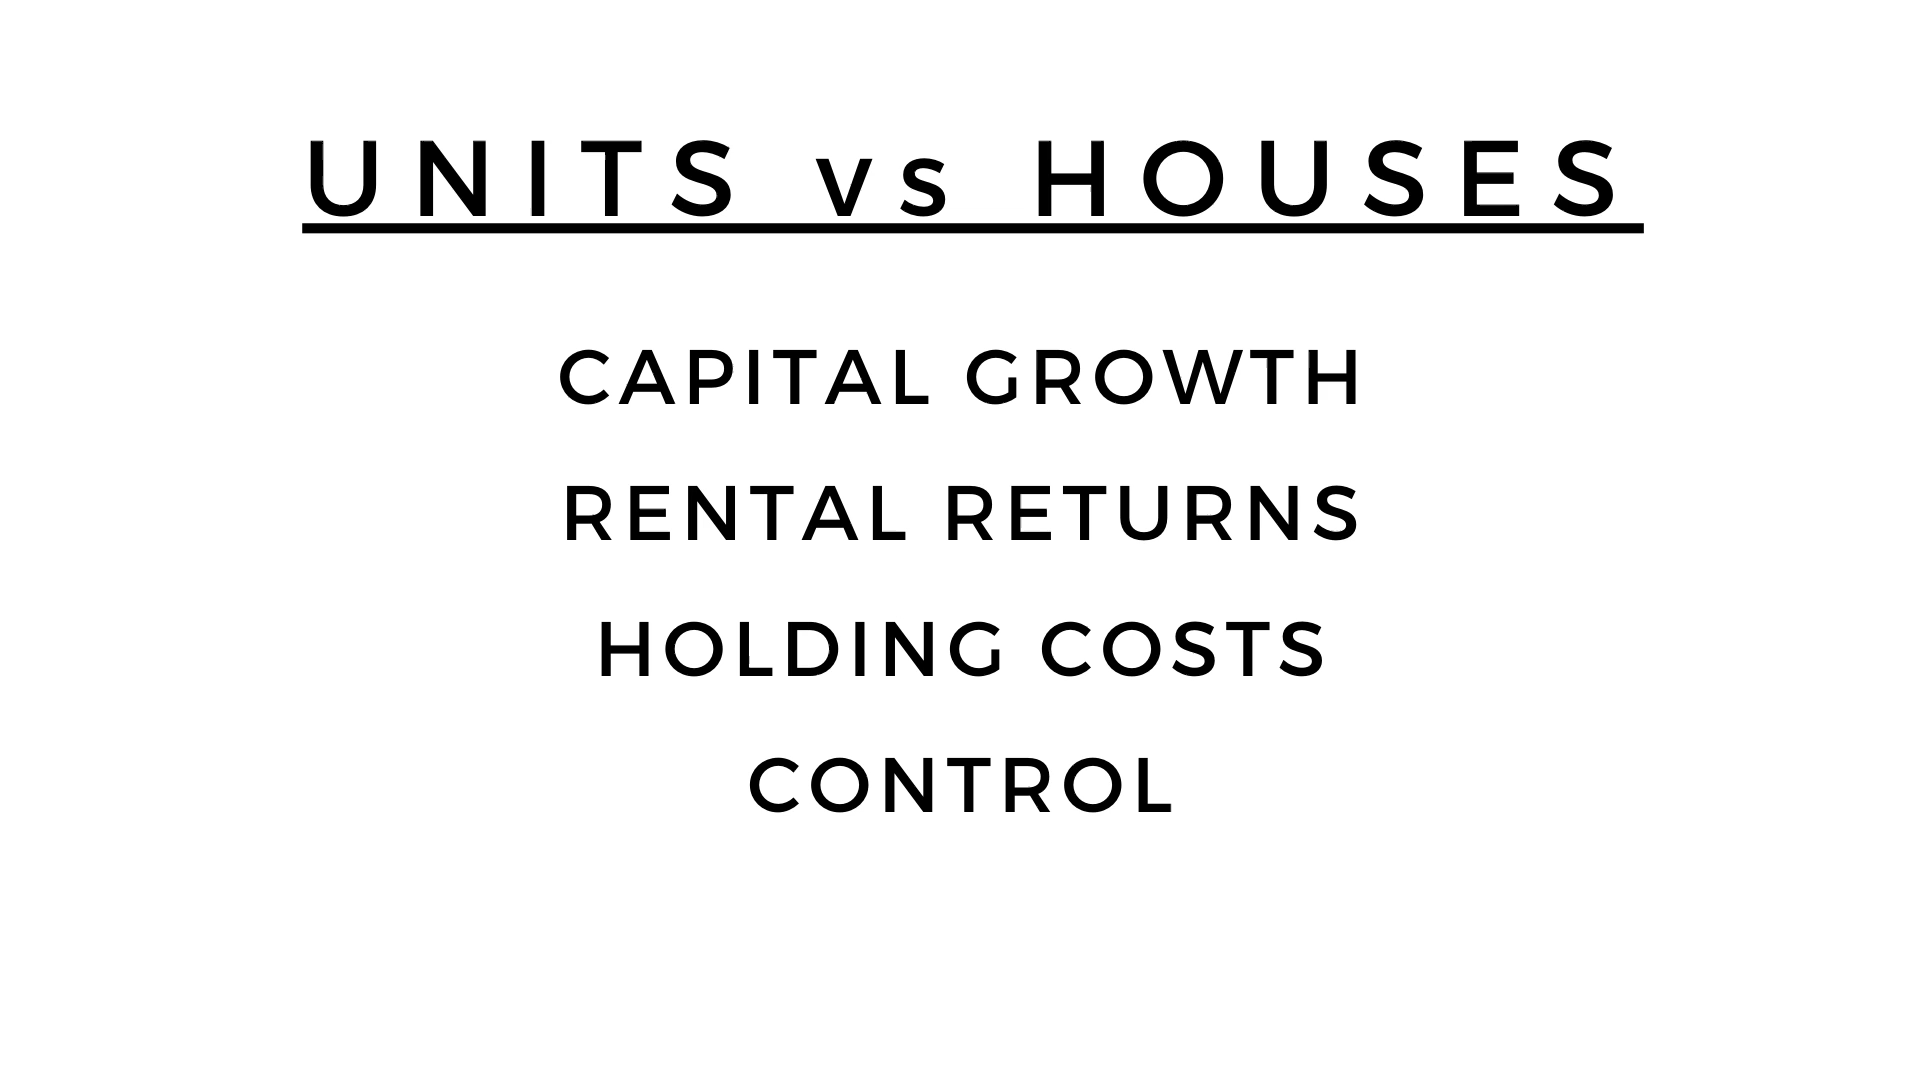 UNITS vs HOUSES
CAPITAL GROWTH
RENTAL RETURNS
HOLDING COSTS
CONTROL